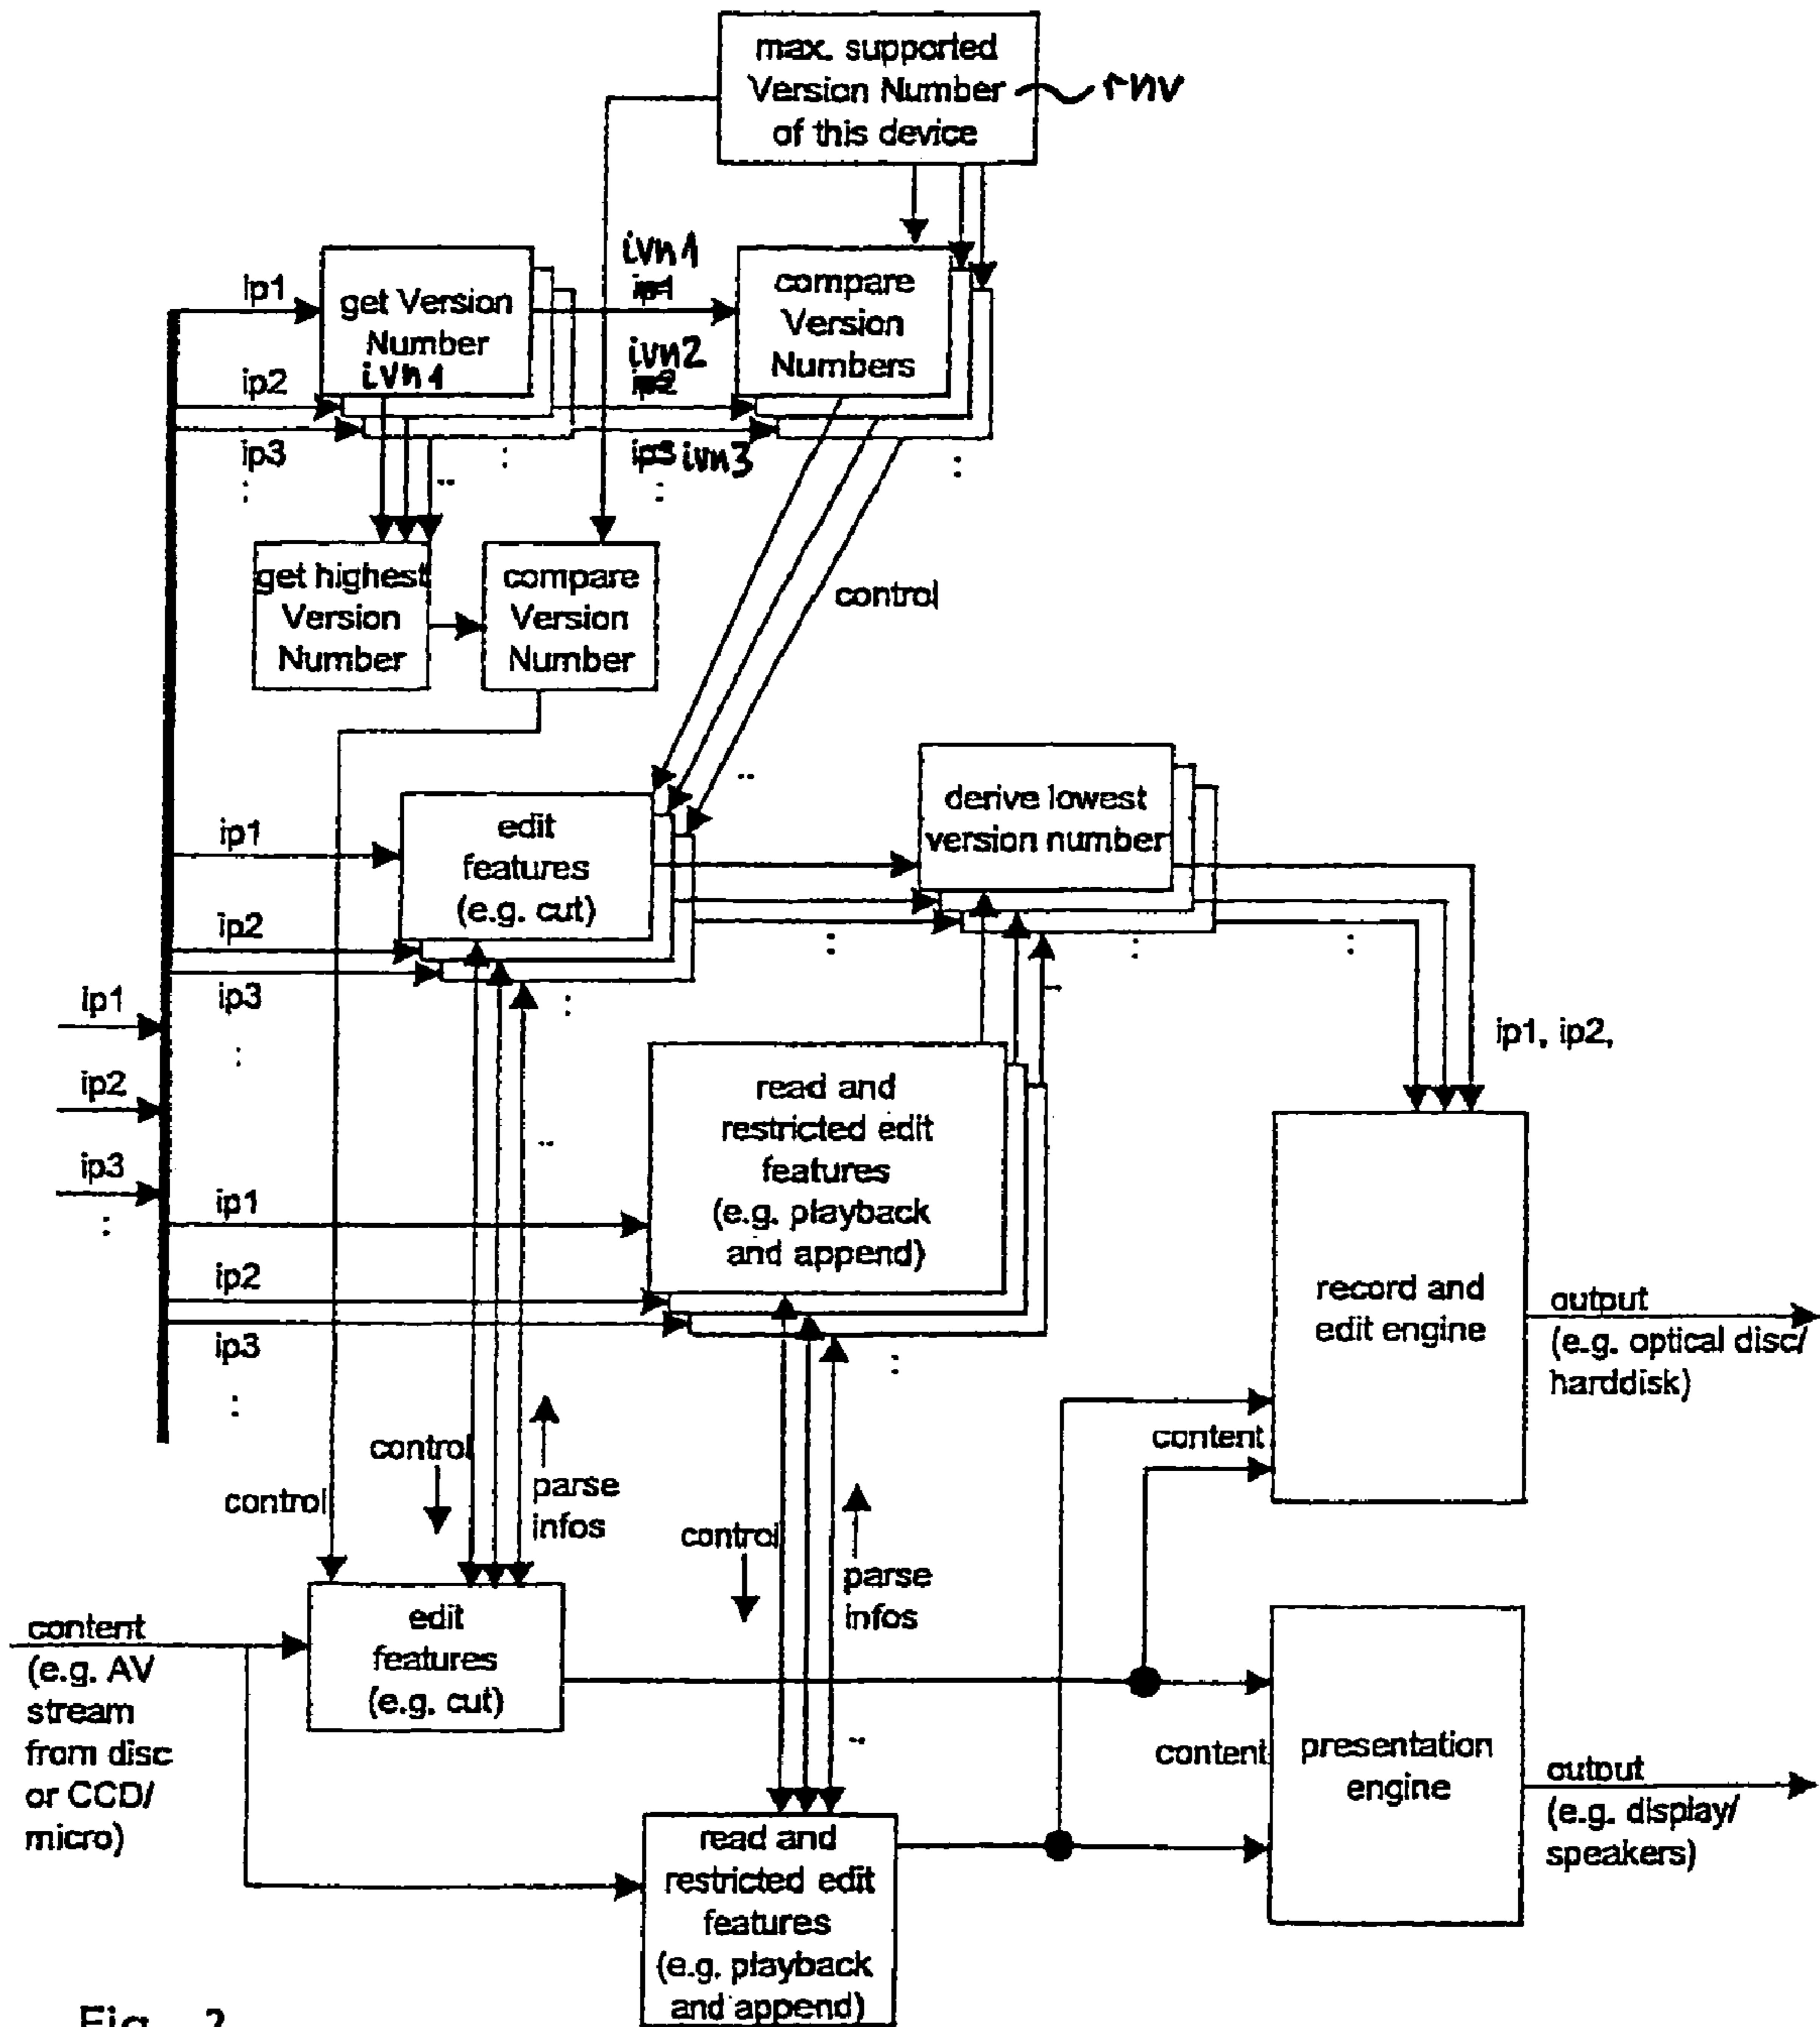 max. supported
Version Number
of this device
rnv
ip1
get Version
Number
ivn1
ivn1
ip1
compare
Version
Numbers
ip2
ivn2
ip2
ip3
ip3
ivn3
get highest
Version
Number
compare
Version
Number
control
ip1
edit
features
(e.g. cut)
derive lowest
version number
ip2
ip3
ip1
ip2
ip3
ip1, ip2,
read and
restricted edit
features
(e.g. playback
and append)
ip1
ip2
ip3
record and
edit engine
output
(e.g. optical disc/
harddisk)
content
control
control
parse
infos
control
parse
infos
content
(e.g. AV
stream
from disc
or CCD/
micro)
edit
features
(e.g. cut)
content
presentation
engine
output
(e.g. display/
speakers)
read and
restricted edit
features
(e.g. playback
and append)
Fig. 2